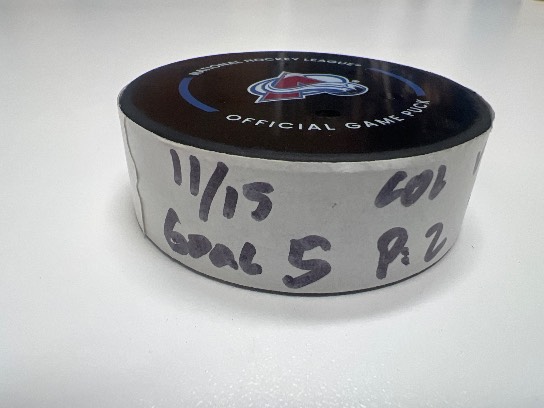 NATIONAL HOCKEY LEAGUE
OFFICIAL GAME PUCK
11/15 COL
GOAL 5 P: 2